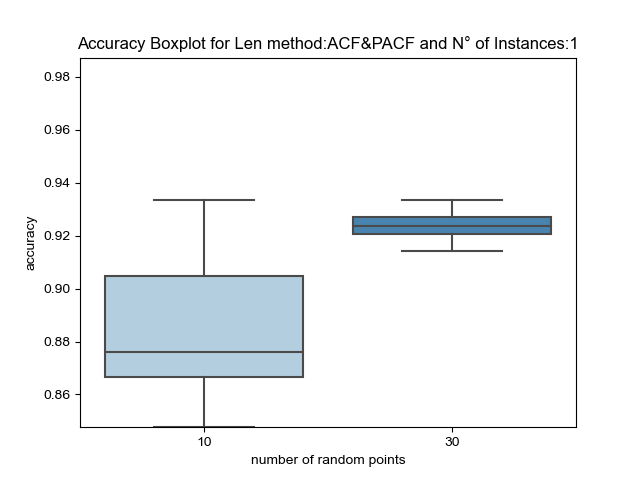 Accuracy Boxplot for Len method:ACF&PACF and N° of Instances:1
0.98
0.96
0.94
0.92
0.90
0.88
0.86
accuracy
10 30
number of random points